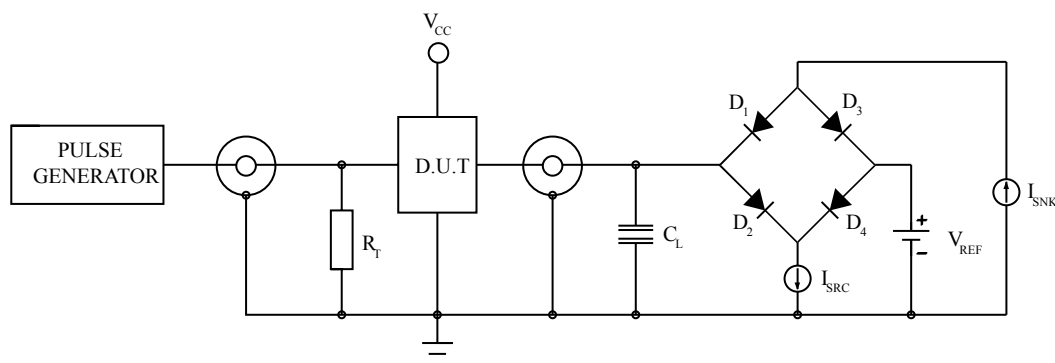 V_CC
PULSE
GENERATOR
R_T
D.U.T
C_L
D_1
D_3
D_2
D_4
I_SRC
+
-
V_REF
I_SNK